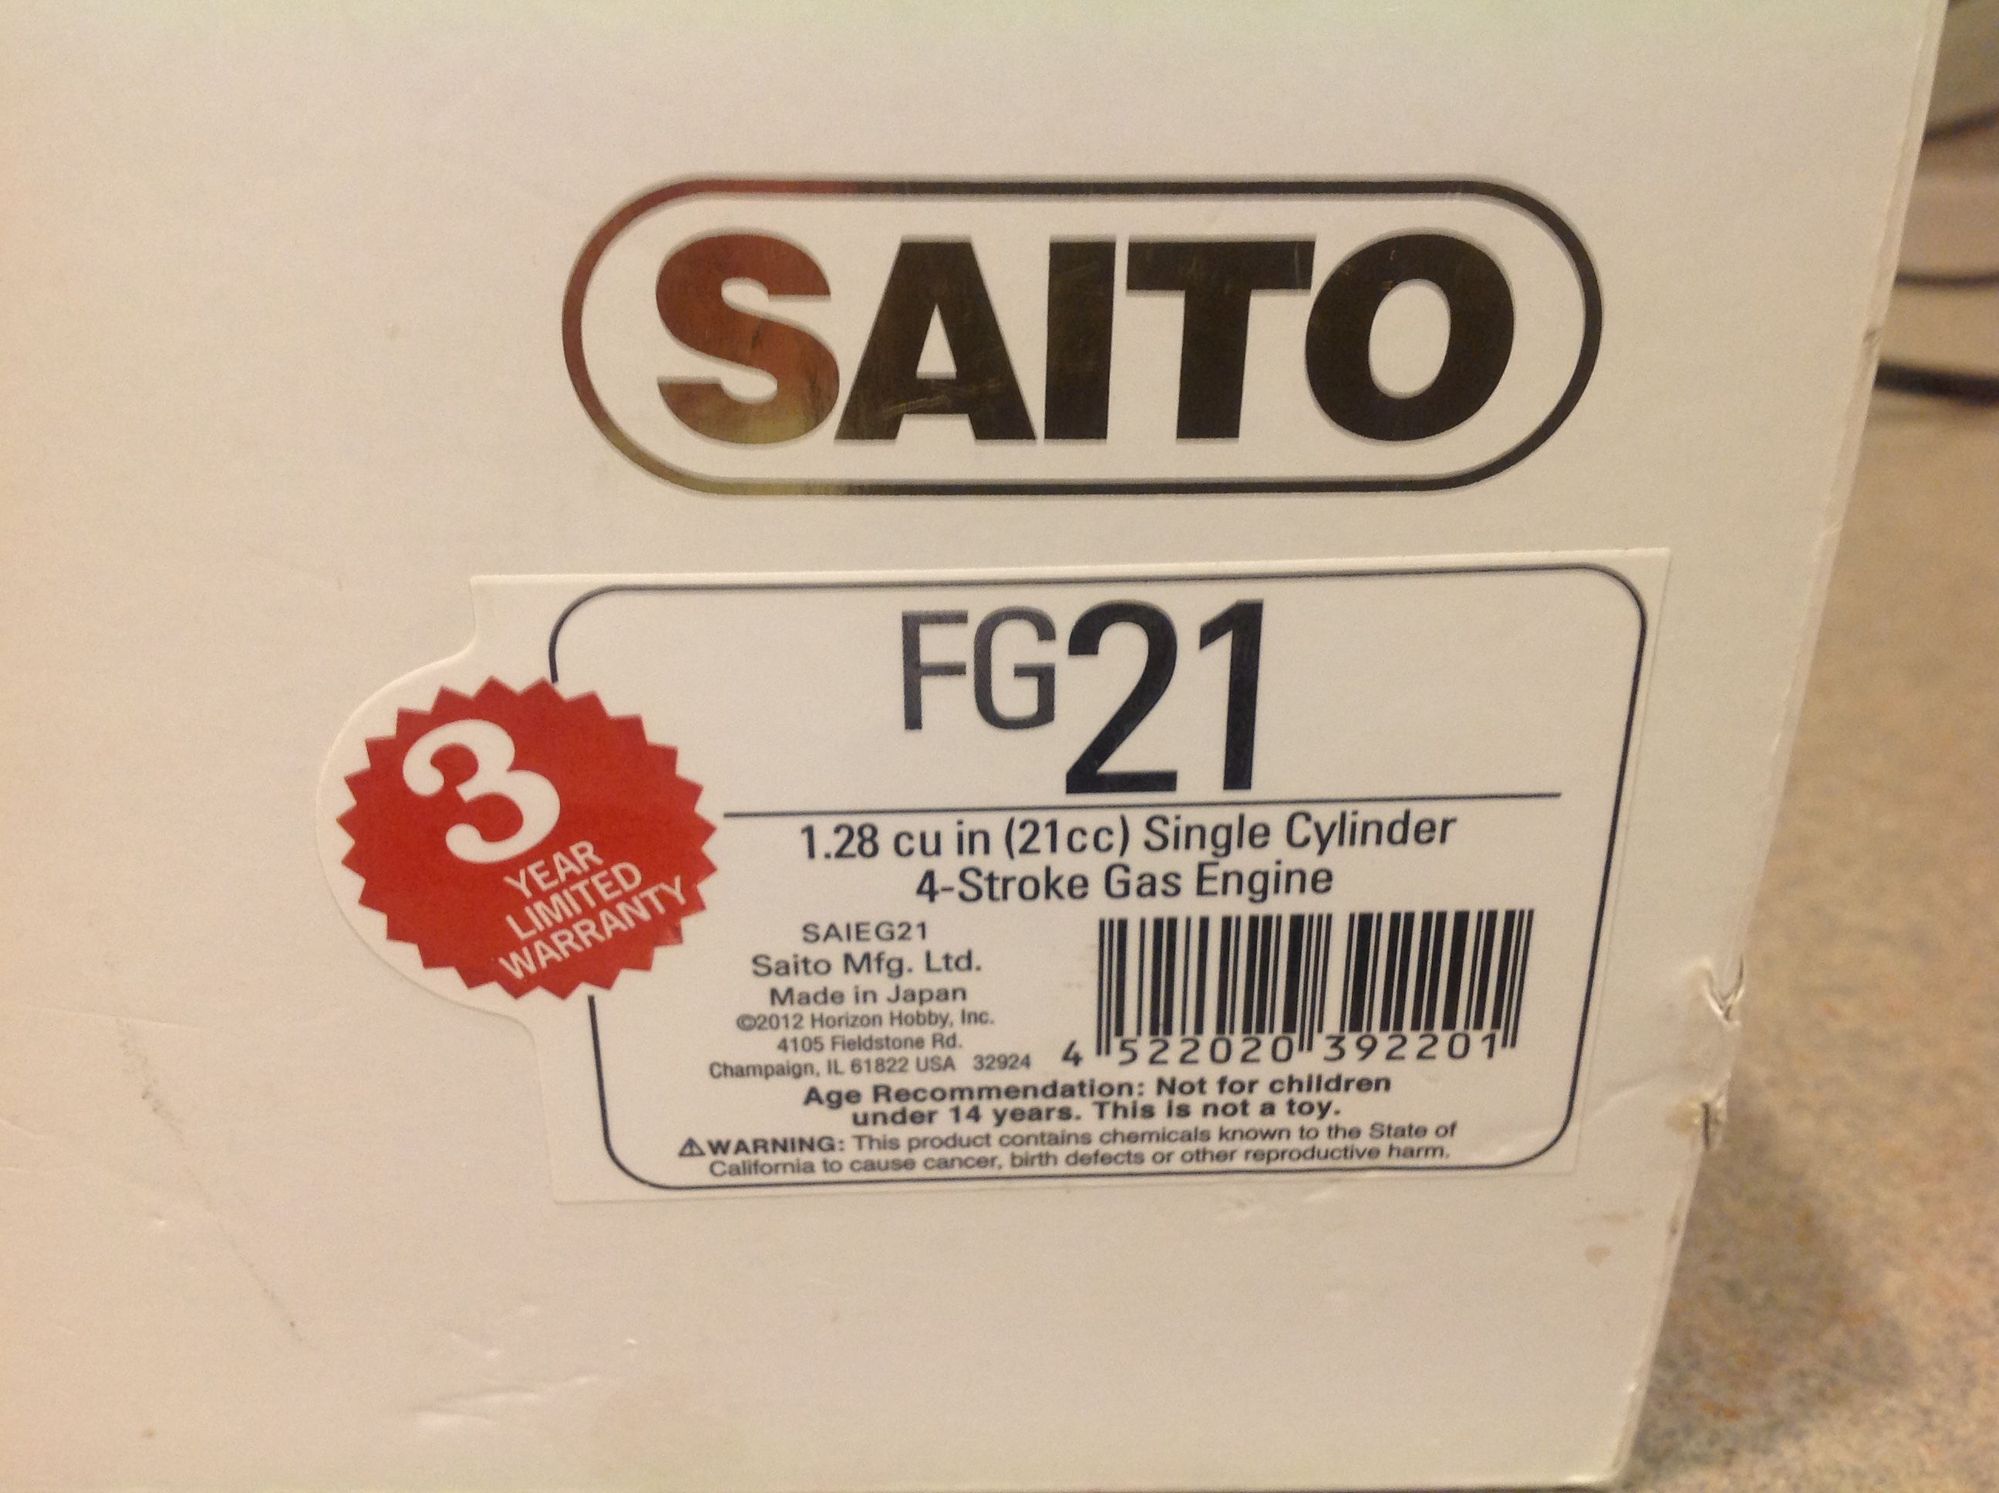 SAITO
FG21
3
YEAR
LIMITED
WARRANTY
1.28 cu in (21cc) Single Cylinder
4-Stroke Gas Engine
SAIEG21
Saito Mfg. Ltd.
Made in Japan
©2012 Horizon Hobby, Inc.
4105 Fieldstone Rd.
Champaign, IL 61822 USA 32924
4 522020 392201
Age Recommendation: Not for children
under 14 years. This is not a toy.
⚠WARNING: This product contains chemicals known to the State of
California to cause cancer, birth defects or other reproductive harm.